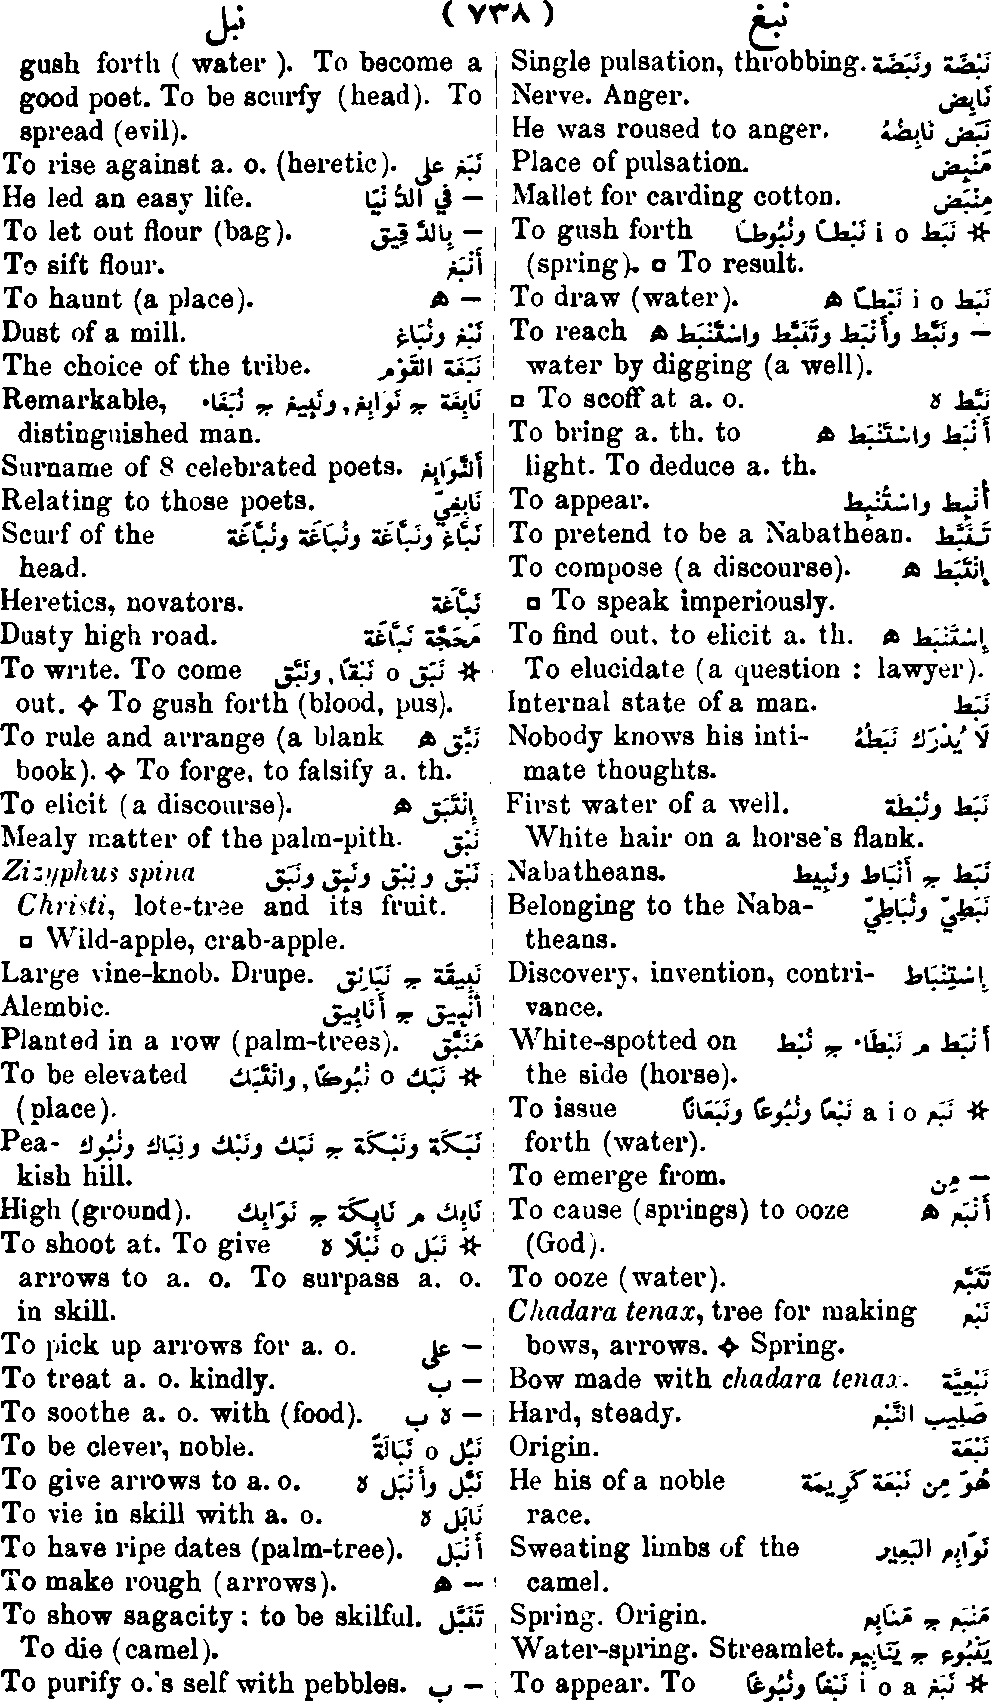 نبغ ( ٧٣٨ ) نبل
Single pulsation, throbbing. نَبْضَة ونَبَضَة
Nerve. Anger. نَابِض
He was roused to anger. نَبَض نَابِضُهُ
Place of pulsation. مَنْبِض
Mallet for carding cotton. مِنْبَض
To gush forth ✲ نَبَط i o نَبْطًا ونُبُوطًا
(spring). ▫ To result.
To draw (water). نَبَط i o نَبْطًا ه
To reach — ونَبَّط وأَنْبَط وتَنَبَّط واسْتَنْبَط ه
water by digging (a well).
▫ To scoff at a. o. نَبَّط ه
To bring a. th. to أَنْبَط واسْتَنْبَط ه
light. To deduce a. th.
To appear. أُنْبِط واسْتُنْبِط
To pretend to be a Nabathean. تَنَبَّط
To compose (a discourse). إِنْتَبَط ه
▫ To speak imperiously.
To find out, to elicit a. th. إِسْتَنْبَط ه
To elucidate (a question : lawyer).
Internal state of a man. نَبَط
Nobody knows his inti- لَا يُدْرَك نَبَطُهُ
mate thoughts.
First water of a well. نَبَط ونُبْطَة
White hair on a horse's flank.
Nabatheans. نَبَط ج أَنْبَاط ونَبِيط
Belonging to the Naba- نَبَطِيّ ونُبَاطِيّ
theans.
Discovery, invention, contri- إِسْتِنْبَاط
vance.
White-spotted on أَنْبَط م نَبْطَاء ج نُبْط
the side (horse).
To issue ✲ نَبَع a i o نَبْعًا ونُبُوعًا ونَبَعَانًا
forth (water).
To emerge from. — مِن
To cause (springs) to ooze أَنْبَع ه
(God).
To ooze (water). تَنَبَّع
Chadara tenax, tree for making نَبْع
bows, arrows. ✧ Spring.
Bow made with chadara tenax. نَبْعِيَّة
Hard, steady. صَلِيب النَّبْع
Origin. نَبْعَة
He his of a noble هُوَ مِن نَبْعَة كَرِيمَة
race.
Sweating limbs of the نَوَابِع البَعِير
camel.
Spring. Origin. مَنْبَع ج مَنَابِع
Water-spring. Streamlet. يَنْبُوع ج يَنَابِيع
To appear. To ✲ نَبَغ i o a نَبْغًا ونُبُوغًا
gush forth ( water ). To become a
good poet. To be scurfy (head). To
spread (evil).
To rise against a. o. (heretic). نَبَغ على
He led an easy life. — في الدُّنْيَا
To let out flour (bag). — بِالدَّقِيق
To sift flour. أَنْبَغ
To haunt (a place). — ه
Dust of a mill. نَبْغ ونُبَاغ
The choice of the tribe. نَبَغَة القَوْم
Remarkable, نَابِغَة ج نَوَابِغ, ونَبِيغ ج نُبَغَاء
distinguished man.
Surname of 8 celebrated poets. أَلنَّوَابِغ
Relating to those poets. نَابِغِيّ
Scurf of the نَبَّاغ ونَبَّاغَة ونُبَاغَة ونُبَّاغَة
head.
Heretics, novators. نَبَّاغَة
Dusty high road. مَحَجَّة نَبَّاغَة
To write. To come ✲ نَبَق o نَبْقًا, ونَبَّق
out. ✧ To gush forth (blood, pus).
To rule and arrange (a blank نَبَّق ه
book). ✧ To forge, to falsify a. th.
To elicit (a discourse). إِنْتَبَق ه
Mealy matter of the palm-pith. نَبْق
Zizyphus spina نَبْق ونِبْق ونَبِق ونَبَق
Christi, lote-tree and its fruit.
▫ Wild-apple, crab-apple.
Large vine-knob. Drupe. نَبِيقَة ج نَبَائِق
Alembic. أَنْبِيق ج أَنَابِيق
Planted in a row (palm-trees). مُنَبَّق
To be elevated ✲ نَبَك o نُبُوكًا, وانْتَبَك
(place).
Pea- نَبَكَة ونَبْكَة ج نَبَك ونَبْك ونِبَاك ونُبُوك
kish hill.
High (ground). نَابِك م نَابِكَة ج نَوَابِك
To shoot at. To give ✲ نَبَل o نَبْلًا ه
arrows to a. o. To surpass a. o.
in skill.
To pick up arrows for a. o. — على
To treat a. o. kindly. — ب
To soothe a. o. with (food). — ه ب
To be clever, noble. نَبُل o نَبَالَةً
To give arrows to a. o. نَبَّل وأَنْبَل ه
To vie in skill with a. o. نَابَل ه
To have ripe dates (palm-tree). أَنْبَل
To make rough (arrows). — ه
To show sagacity ; to be skilful. تَنَبَّل
To die (camel).
To purify o.'s self with pebbles. — ب